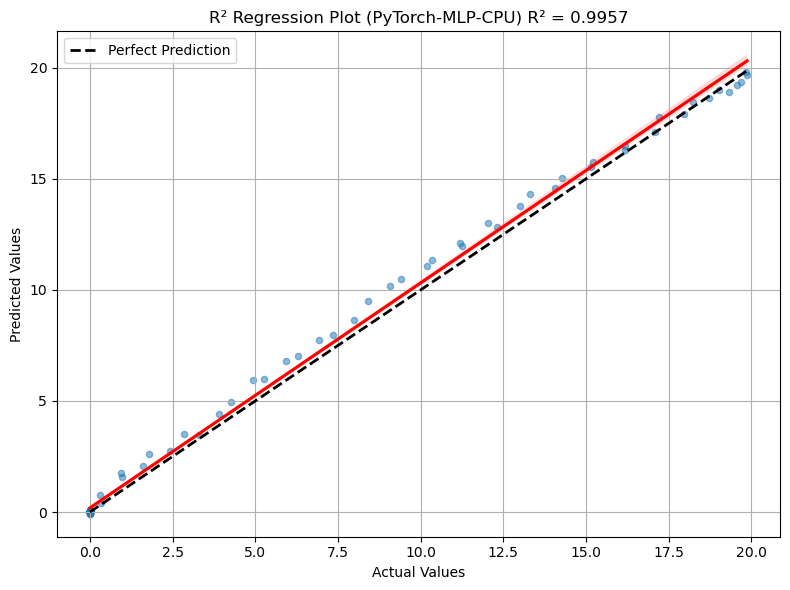 R² Regression Plot (PyTorch-MLP-CPU) R² = 0.9957
Perfect Prediction
20
15
10
5
0
Predicted Values
0.0 2.5 5.0 7.5 10.0 12.5 15.0 17.5 20.0
Actual Values